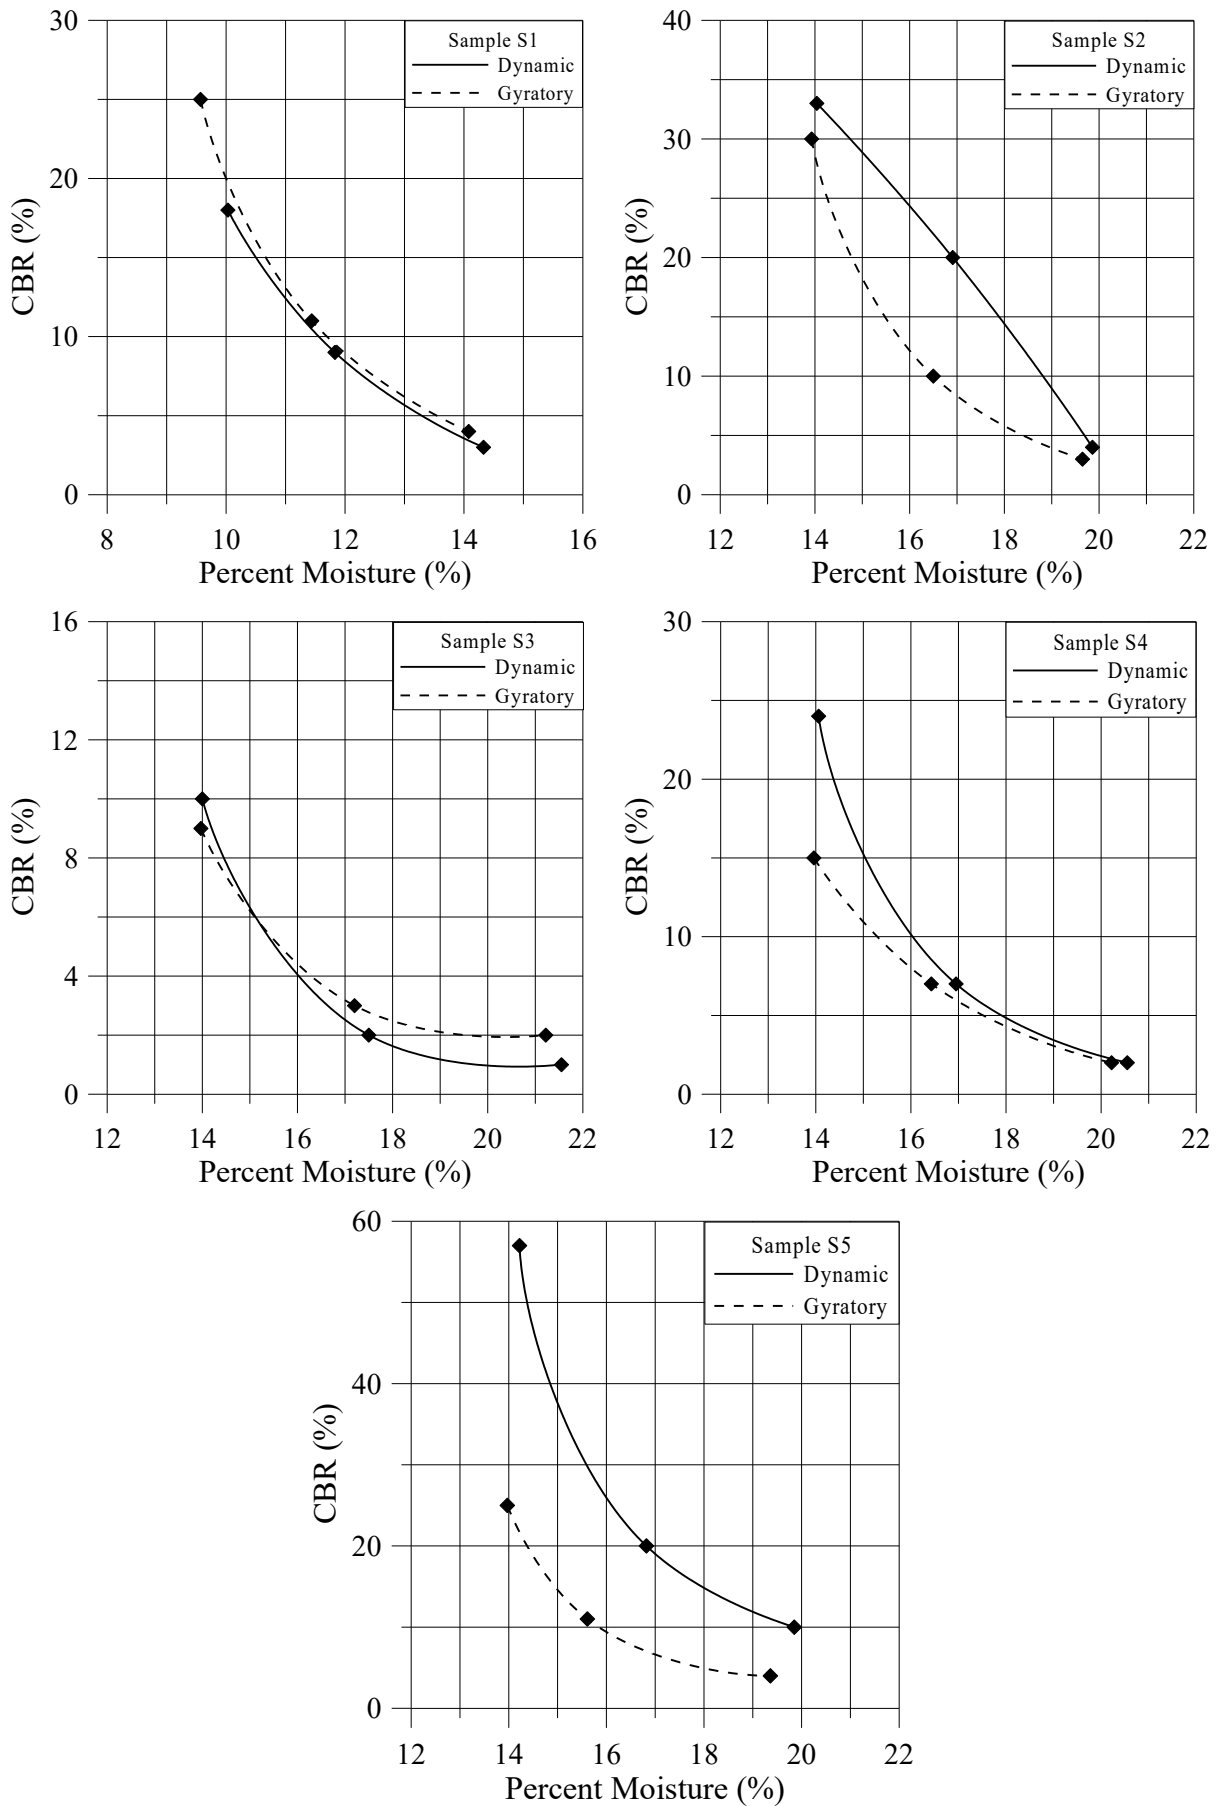 30
20
10
0
CBR (%)
Sample S1
Dynamic
Gyratory
8 10 12 14 16
Percent Moisture (%)
40
30
20
10
0
CBR (%)
Sample S2
Dynamic
Gyratory
12 14 16 18 20 22
Percent Moisture (%)
16
12
8
4
0
CBR (%)
Sample S3
Dynamic
Gyratory
12 14 16 18 20 22
Percent Moisture (%)
30
20
10
0
CBR (%)
Sample S4
Dynamic
Gyratory
12 14 16 18 20 22
Percent Moisture (%)
60
40
20
0
CBR (%)
Sample S5
Dynamic
Gyratory
12 14 16 18 20 22
Percent Moisture (%)